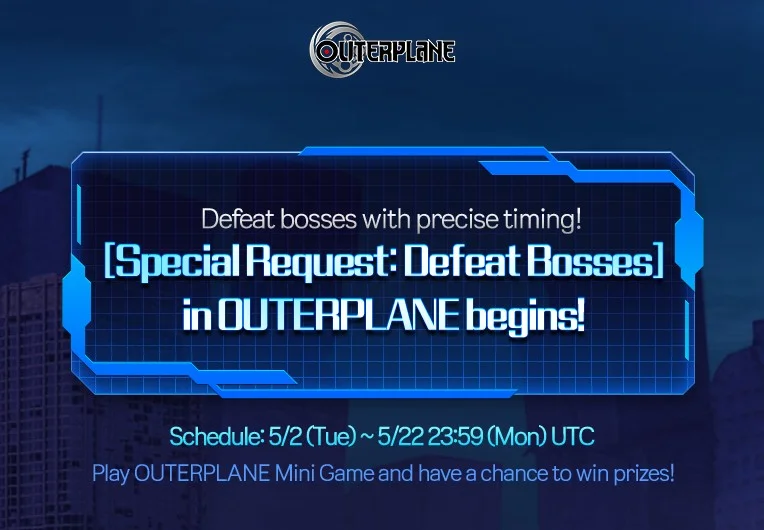 OUTERPLANE
Defeat bosses with precise timing!
[Special Request: Defeat Bosses]
in OUTERPLANE begins!
Schedule: 5/2 (Tue) ~ 5/22 23:59 (Mon) UTC
Play OUTERPLANE Mini Game and have a chance to win prizes!